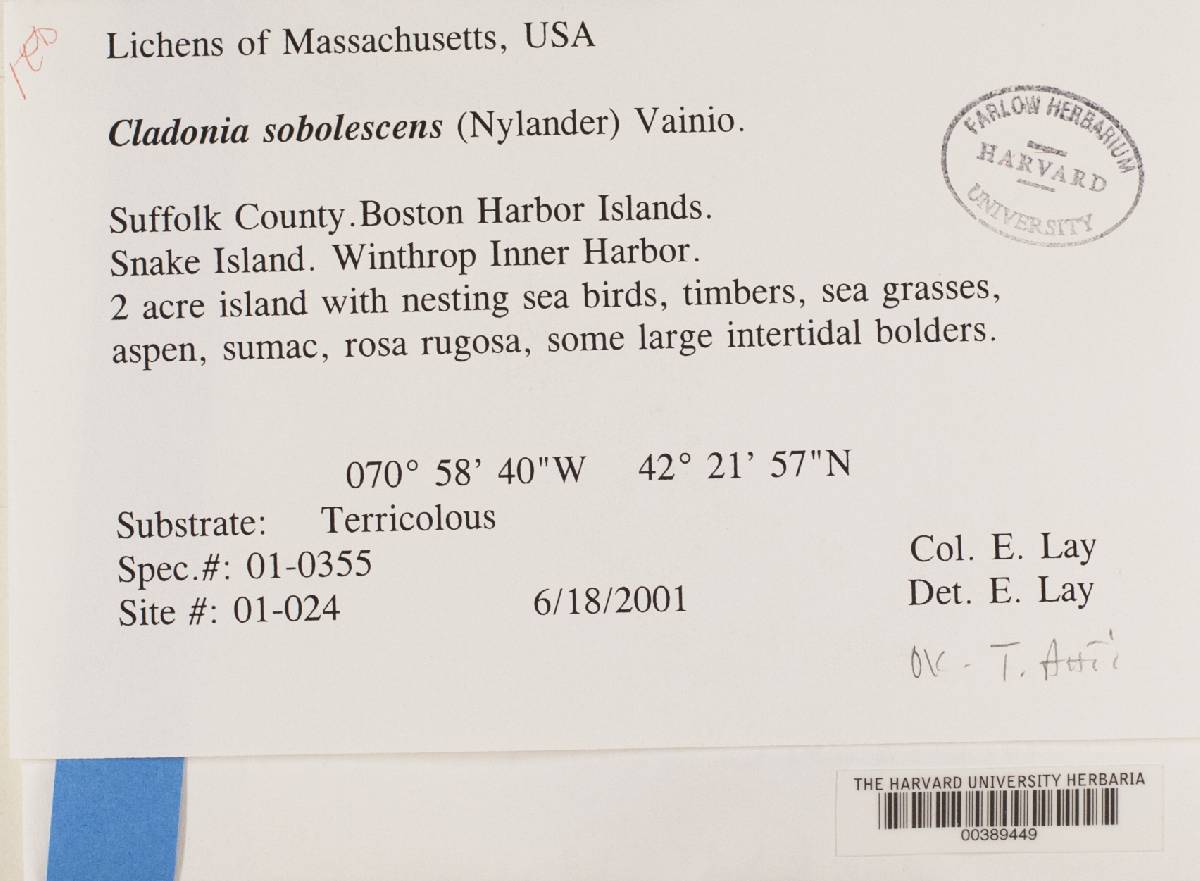 Lichens of Massachusetts, USA
Cladonia sobolescens (Nylander) Vainio.
FARLOW HERBARIUM
HARVARD
UNIVERSITY
Suffolk County.Boston Harbor Islands.
Snake Island. Winthrop Inner Harbor.
2 acre island with nesting sea birds, timbers, sea grasses,
aspen, sumac, rosa rugosa, some large intertidal bolders.
070° 58' 40"W 42° 21' 57"N
Substrate: Terricolous
Spec.#: 01-0355
Site #: 01-024 6/18/2001
Col. E. Lay
Det. E. Lay
OK - T. Ahti
THE HARVARD UNIVERSITY HERBARIA
00389449